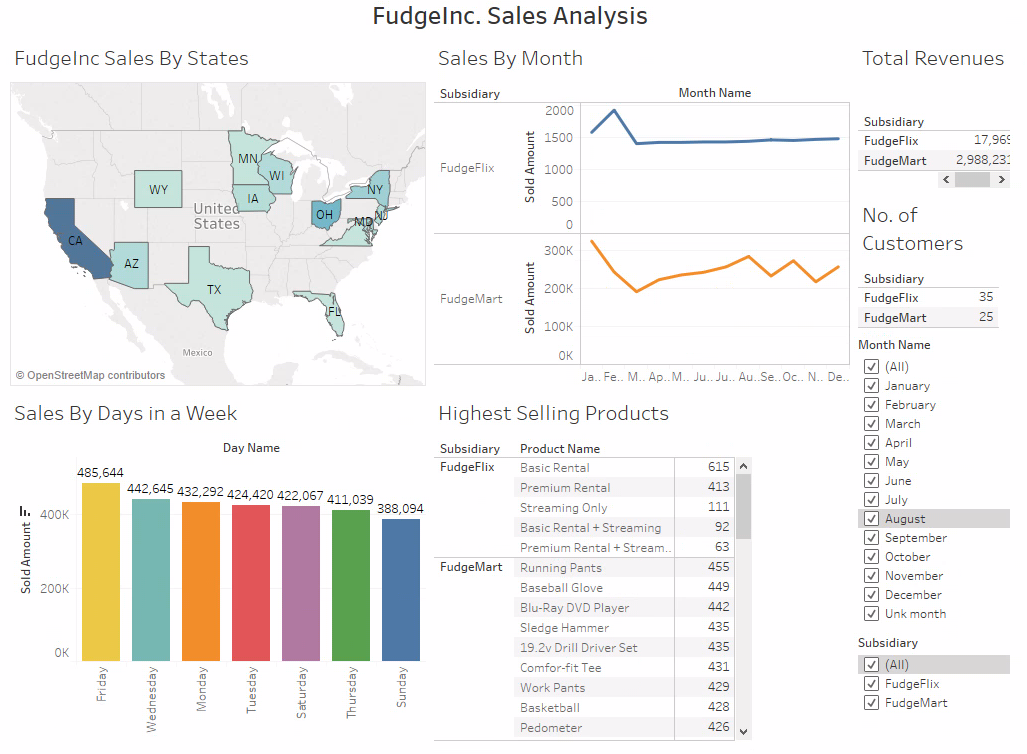 FudgeInc. Sales Analysis
FudgeInc Sales By States
MN
WI
WY
IA
NY
OH
NJ
MD
United
States
CA
AZ
TX
FL
Mexico
© OpenStreetMap contributors
Sales By Month
Subsidiary
Month Name
FudgeFlix
Sold Amount
2000
1500
1000
500
0
FudgeMart
Sold Amount
300K
200K
100K
0K
Ja.. Fe.. M.. Ap.. M.. Ju.. Ju.. Au.. Se.. Oc.. N.. De..
Total Revenues
Subsidiary
FudgeFlix 17,969
FudgeMart 2,988,231
No. of
Customers
Subsidiary
FudgeFlix 35
FudgeMart 25
Month Name
(All)
January
February
March
April
May
June
July
August
September
October
November
December
Unk month
Subsidiary
(All)
FudgeFlix
FudgeMart
Sales By Days in a Week
Day Name
Sold Amount
400K
200K
0K
485,644
442,645
432,292
424,420
422,067
411,039
388,094
Friday
Wednesday
Monday
Tuesday
Saturday
Thursday
Sunday
Highest Selling Products
Subsidiary Product Name
FudgeFlix Basic Rental 615
Premium Rental 413
Streaming Only 111
Basic Rental + Streaming 92
Premium Rental + Stream.. 63
FudgeMart Running Pants 455
Baseball Glove 449
Blu-Ray DVD Player 442
Sledge Hammer 435
19.2v Drill Driver Set 435
Comfor-fit Tee 431
Work Pants 429
Basketball 428
Pedometer 426